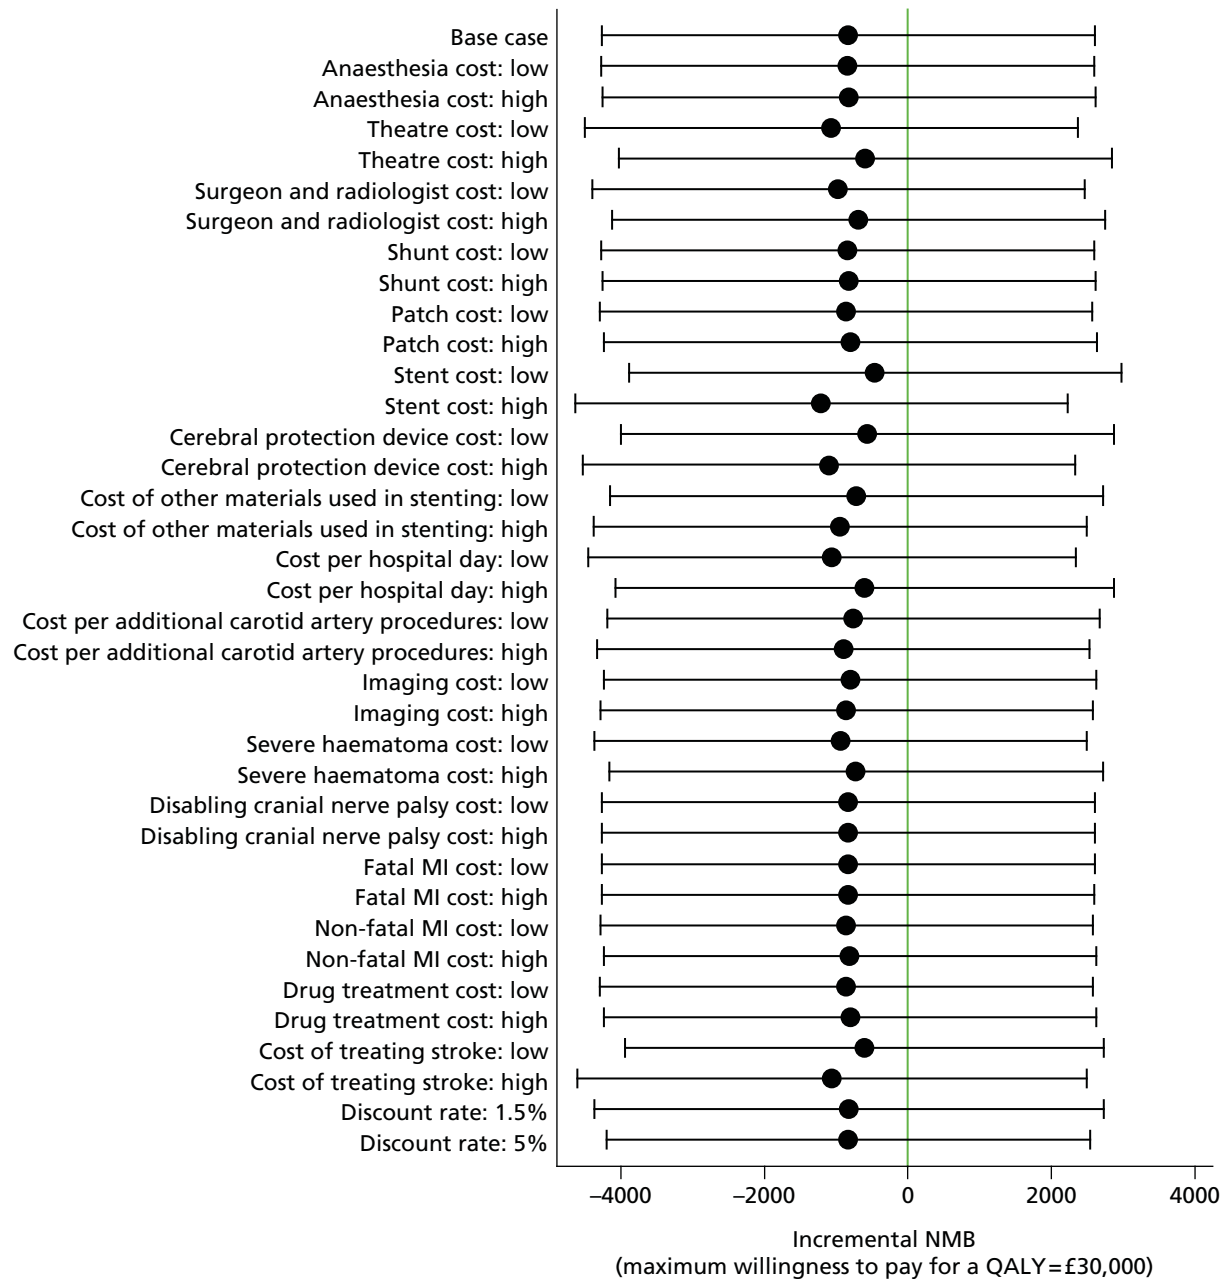 Base case
Anaesthesia cost: low
Anaesthesia cost: high
Theatre cost: low
Theatre cost: high
Surgeon and radiologist cost: low
Surgeon and radiologist cost: high
Shunt cost: low
Shunt cost: high
Patch cost: low
Patch cost: high
Stent cost: low
Stent cost: high
Cerebral protection device cost: low
Cerebral protection device cost: high
Cost of other materials used in stenting: low
Cost of other materials used in stenting: high
Cost per hospital day: low
Cost per hospital day: high
Cost per additional carotid artery procedures: low
Cost per additional carotid artery procedures: high
Imaging cost: low
Imaging cost: high
Severe haematoma cost: low
Severe haematoma cost: high
Disabling cranial nerve palsy cost: low
Disabling cranial nerve palsy cost: high
Fatal MI cost: low
Fatal MI cost: high
Non-fatal MI cost: low
Non-fatal MI cost: high
Drug treatment cost: low
Drug treatment cost: high
Cost of treating stroke: low
Cost of treating stroke: high
Discount rate: 1.5%
Discount rate: 5%
−4000 −2000 0 2000 4000
Incremental NMB
(maximum willingness to pay for a QALY=£30,000)